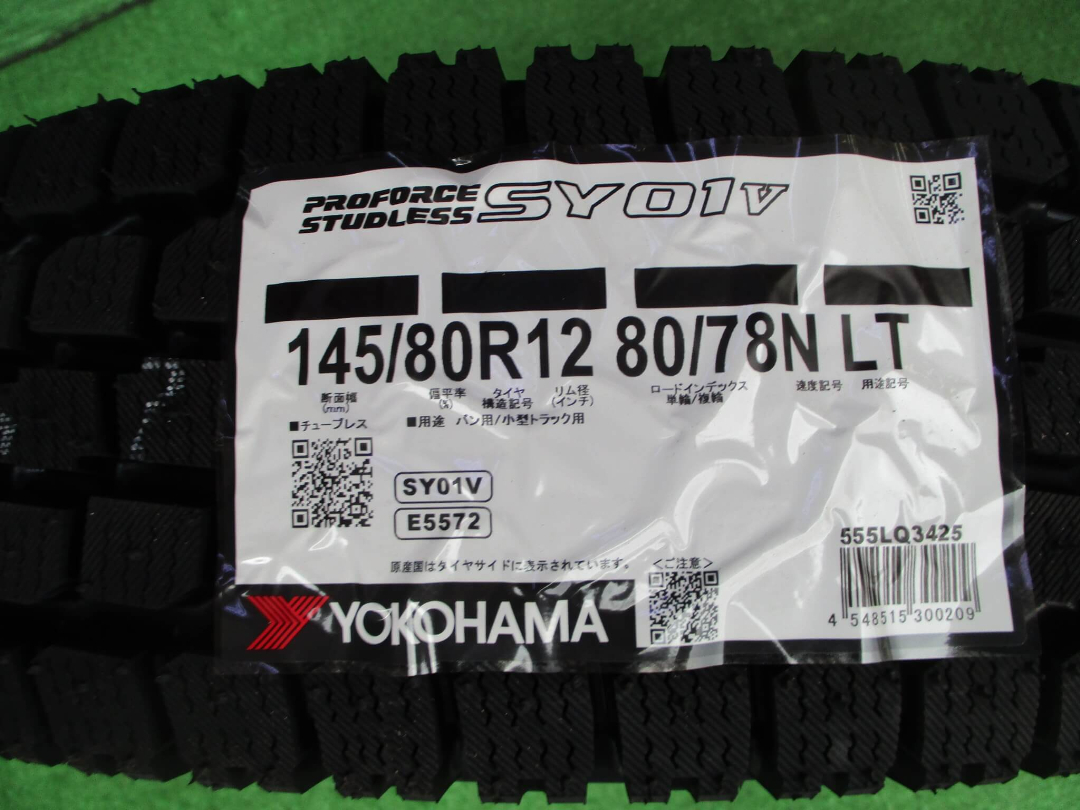 PROFORCE
STUDLESS SY01V
145/80R12 80/78N LT
断面幅
(mm)
偏平率
(%)
タイヤ
構造記号
リム径
(インチ)
ロードインデックス
単輪/複輪
速度記号
用途記号
■チューブレス
■用途 バン用/小型トラック用
SY01V
E5572
原産国はタイヤサイドに表示されています。
<ご注意>
555LQ3425
4 548515 300209
YOKOHAMA